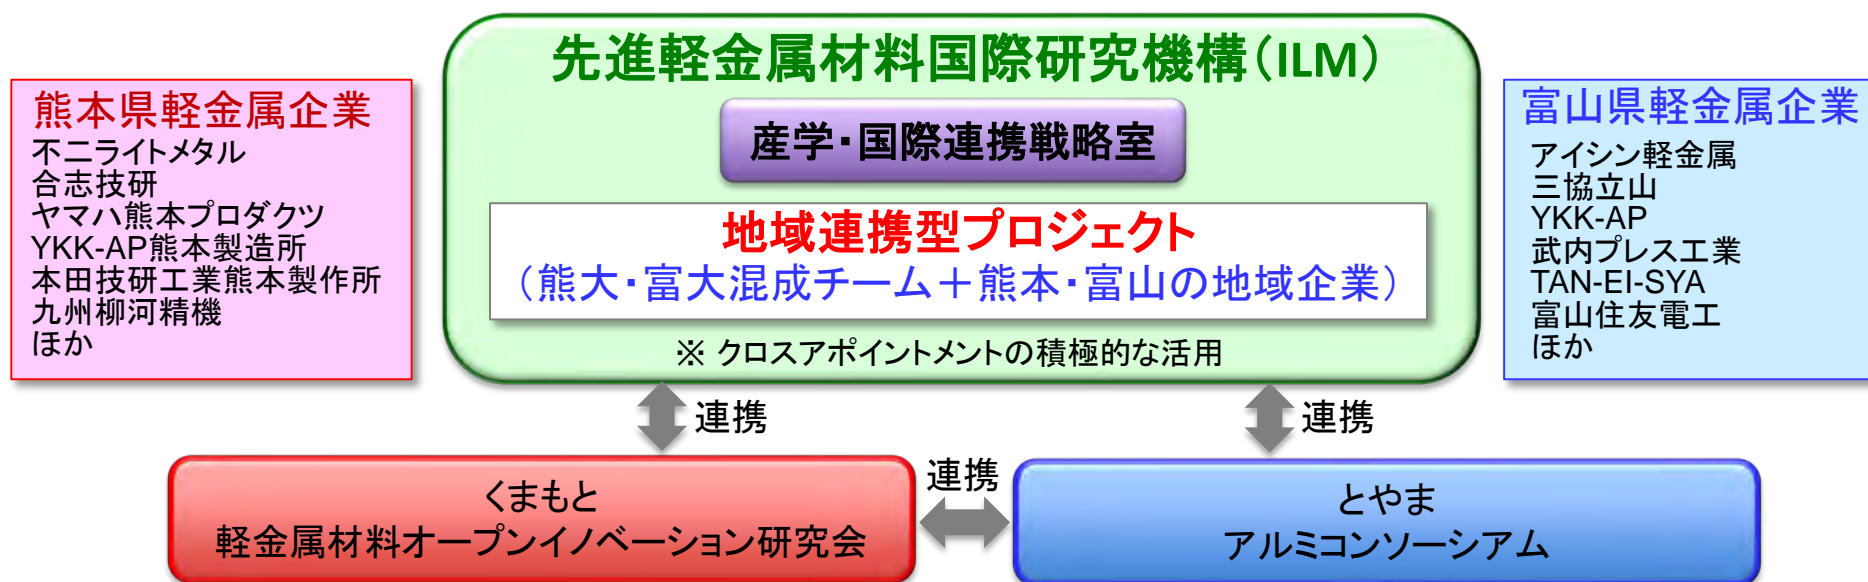 先進軽金属材料国際研究機構(ILM)
産学・国際連携戦略室
地域連携型プロジェクト
(熊大・富大混成チーム+熊本・富山の地域企業)
※ クロスアポイントメントの積極的な活用
熊本県軽金属企業
不二ライトメタル
合志技研
ヤマハ熊本プロダクツ
YKK-AP熊本製造所
本田技研工業熊本製作所
九州柳河精機
ほか
富山県軽金属企業
アイシン軽金属
三協立山
YKK-AP
武内プレス工業
TAN-EI-SYA
富山住友電工
ほか
連携
連携
くまもと
軽金属材料オープンイノベーション研究会
連携
とやま
アルミコンソーシアム